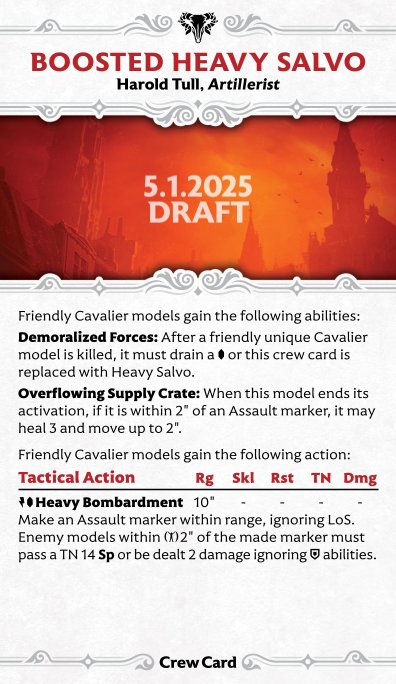 BOOSTED HEAVY SALVO
Harold Tull, Artillerist
5.1.2025
DRAFT
Friendly Cavalier models gain the following abilities:
Demoralized Forces: After a friendly unique Cavalier
model is killed, it must drain a or this crew card is
replaced with Heavy Salvo.
Overflowing Supply Crate: When this model ends its
activation, if it is within 2" of an Assault marker, it may
heal 3 and move up to 2".
Friendly Cavalier models gain the following action:
Tactical Action Rg Skl Rst TN Dmg
Heavy Bombardment 10" - - - -
Make an Assault marker within range, ignoring LoS.
Enemy models within 2" of the made marker must
pass a TN 14 Sp or be dealt 2 damage ignoring abilities.
Crew Card